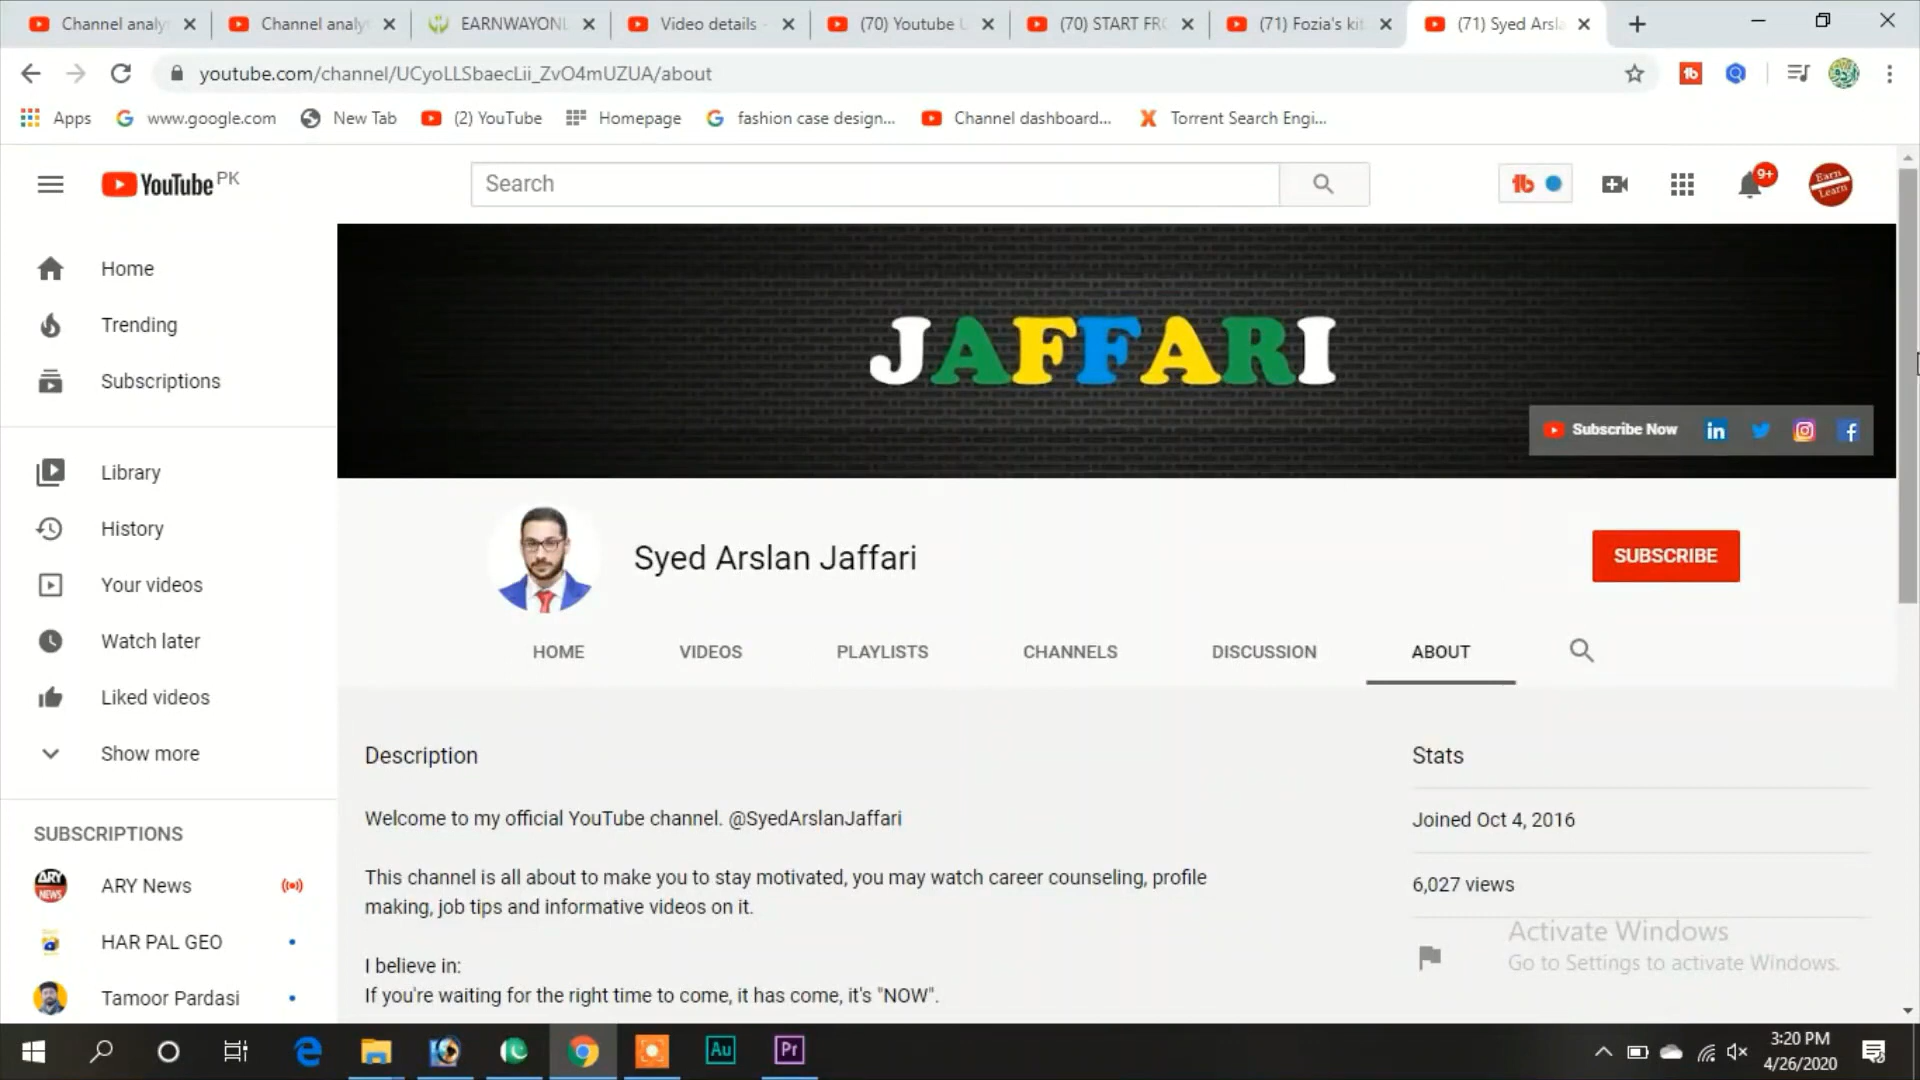 Channel analy
Channel analy
EARNWAYONL
Video details -
(70) Youtube U
(70) START FRO
(71) Fozia's kit
(71) Syed Arsla
youtube.com/channel/UCyoLLSbaecLii_ZvO4mUZUA/about
Apps
www.google.com
New Tab
(2) YouTube
Homepage
fashion case design...
Channel dashboard...
Torrent Search Engi...
YouTube PK
Search
9+
Earn Learn
Home
Trending
Subscriptions
Library
History
Your videos
Watch later
Liked videos
Show more
SUBSCRIPTIONS
ARY News
HAR PAL GEO
Tamoor Pardasi
JAFFARI
Subscribe Now
Syed Arslan Jaffari
SUBSCRIBE
HOME
VIDEOS
PLAYLISTS
CHANNELS
DISCUSSION
ABOUT
Description
Welcome to my official YouTube channel. @SyedArslanJaffari
This channel is all about to make you to stay motivated, you may watch career counseling, profile
making, job tips and informative videos on it.
I believe in:
If you're waiting for the right time to come, it has come, it's "NOW".
Stats
Joined Oct 4, 2016
6,027 views
Activate Windows
Go to Settings to activate Windows.
Au
Pr
3:20 PM
4/26/2020